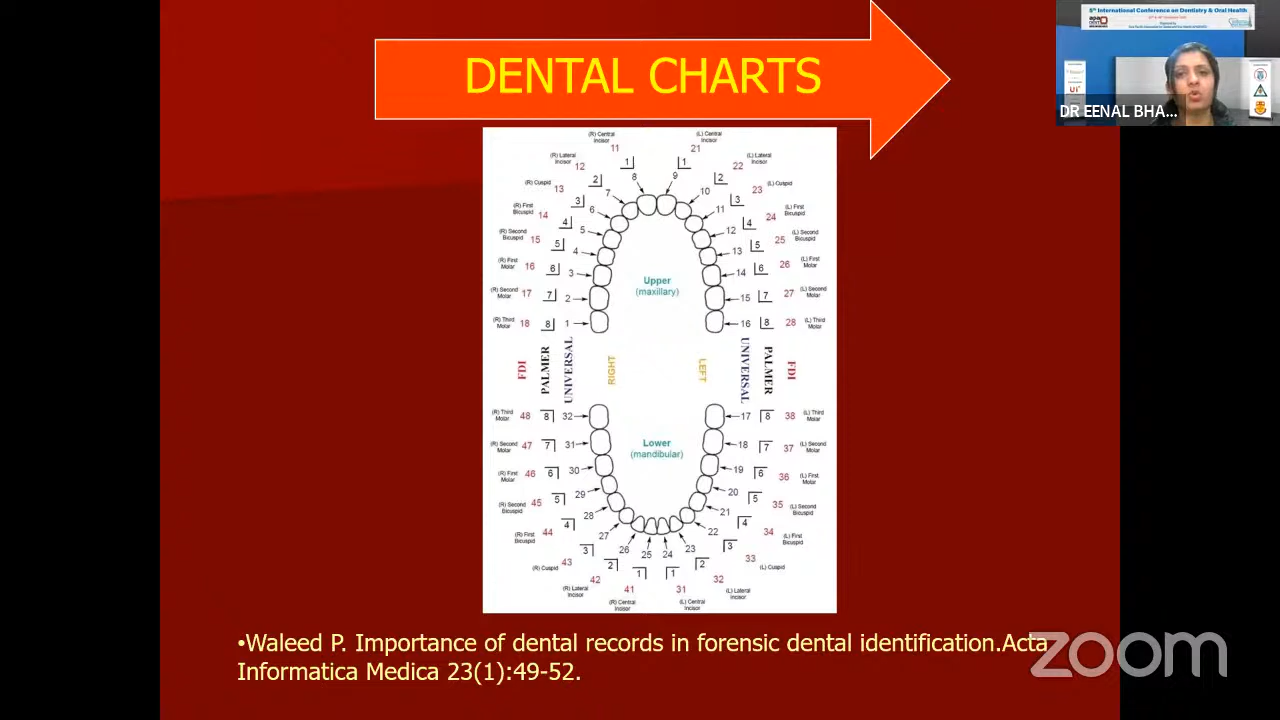 DENTAL CHARTS
5th International Conference on Dentistry & Oral Health
DR EENAL BHA...
(R) Central Incisor 11 1 8
(L) Central Incisor 21 1 9
(R) Lateral Incisor 12 2 7
10 2 22 (L) Lateral Incisor
(R) Cuspid 13 3 6
11 3 23 (L) Cuspid
(R) First Bicuspid 14 4 5
12 4 24 (L) First Bicuspid
(R) Second Bicuspid 15 5 4
13 5 25 (L) Second Bicuspid
(R) First Molar 16 6 3
14 6 26 (L) First Molar
(R) Second Molar 17 7 2
15 7 27 (L) Second Molar
(R) Third Molar 18 8 1
16 8 28 (L) Third Molar
Upper
(maxillary)
FDI PALMER UNIVERSAL RIGHT LEFT UNIVERSAL PALMER FDI
(R) Third Molar 48 8 32
17 8 38 (L) Third Molar
Lower
(mandibular)
(R) Second Molar 47 7 31
18 7 37 (L) Second Molar
(R) First Molar 46 6 30
19 6 36 (L) First Molar
(R) Second Bicuspid 45 5 29
20 5 35 (L) Second Bicuspid
(R) First Bicuspid 44 4 28
21 4 34 (L) First Bicuspid
(R) Cuspid 43 3 27
22 3 33 (L) Cuspid
(R) Lateral Incisor 42 2 26
23 2 32 (L) Lateral Incisor
(R) Central Incisor 41 1 25
24 1 31 (L) Central Incisor
•Waleed P. Importance of dental records in forensic dental identification.Acta
Informatica Medica 23(1):49-52.
zoom